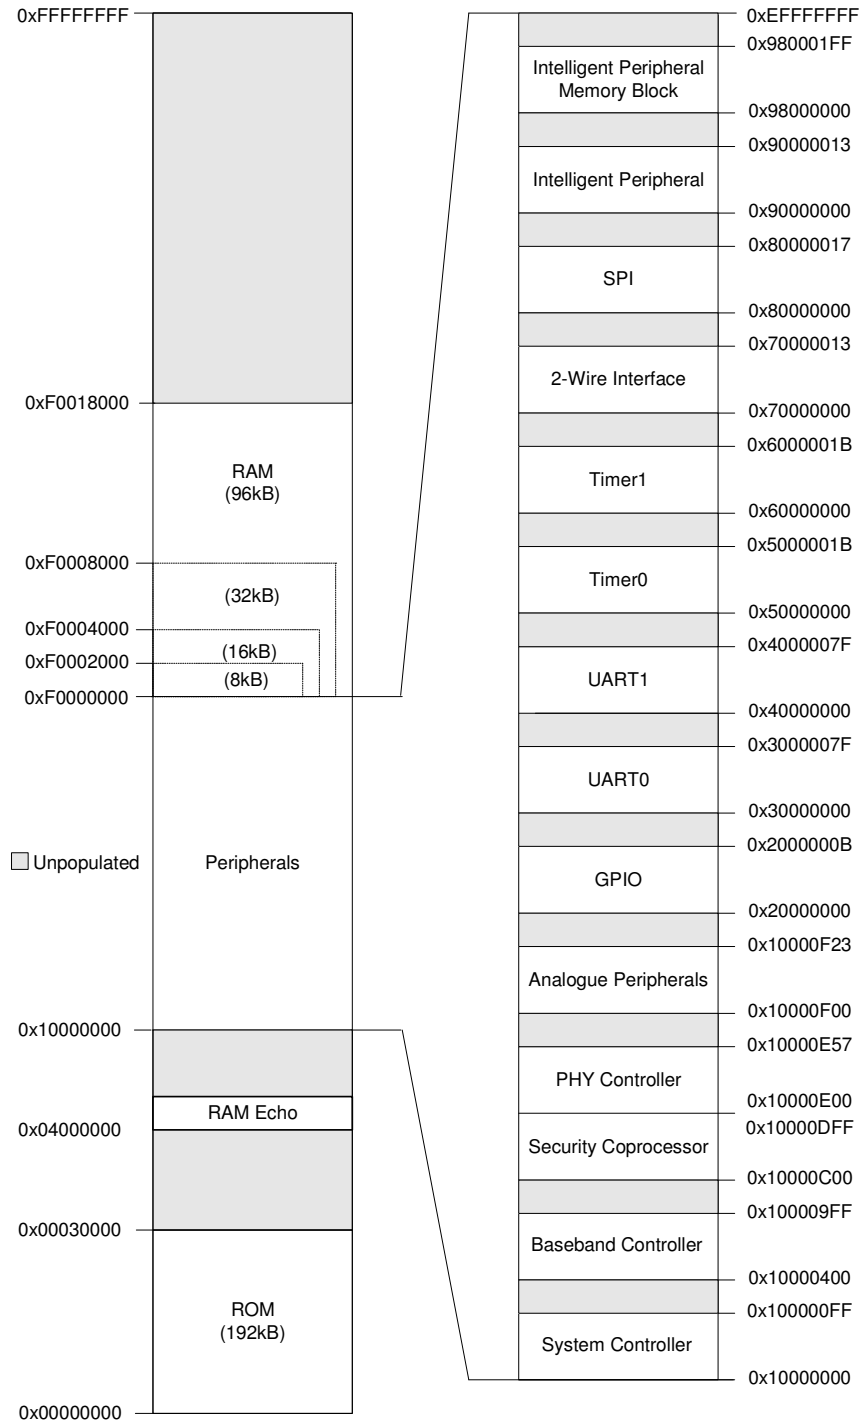 0xFFFFFFFF
0xF0018000
RAM
(96kB)
0xF0008000
(32kB)
0xF0004000
(16kB)
0xF0002000
(8kB)
0xF0000000
Unpopulated
Peripherals
0x10000000
RAM Echo
0x04000000
0x00030000
ROM
(192kB)
0x00000000
0xEFFFFFFF
0x980001FF
Intelligent Peripheral
Memory Block
0x98000000
0x90000013
Intelligent Peripheral
0x90000000
0x80000017
SPI
0x80000000
0x70000013
2-Wire Interface
0x70000000
0x6000001B
Timer1
0x60000000
0x5000001B
Timer0
0x50000000
0x4000007F
UART1
0x40000000
0x3000007F
UART0
0x30000000
0x2000000B
GPIO
0x20000000
0x10000F23
Analogue Peripherals
0x10000F00
0x10000E57
PHY Controller
0x10000E00
0x10000DFF
Security Coprocessor
0x10000C00
0x100009FF
Baseband Controller
0x10000400
0x100000FF
System Controller
0x10000000